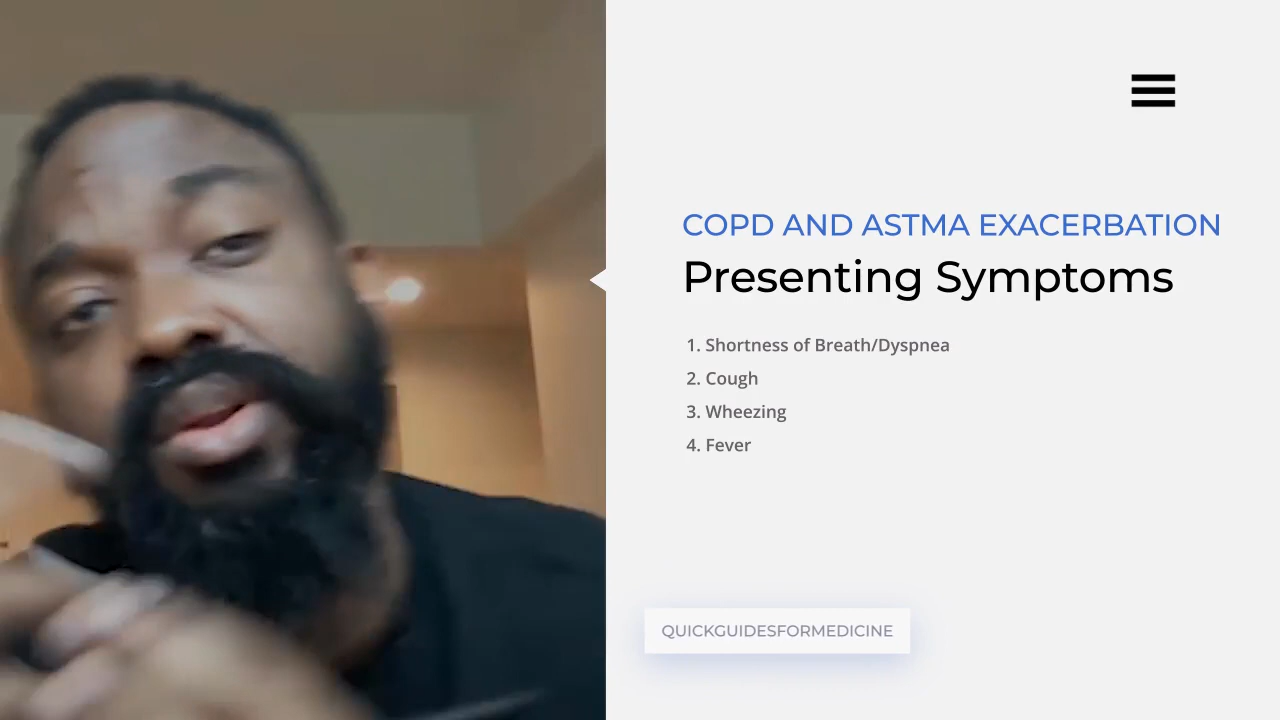 COPD AND ASTMA EXACERBATION
Presenting Symptoms
1. Shortness of Breath/Dyspnea
2. Cough
3. Wheezing
4. Fever
QUICKGUIDESFORMEDICINE